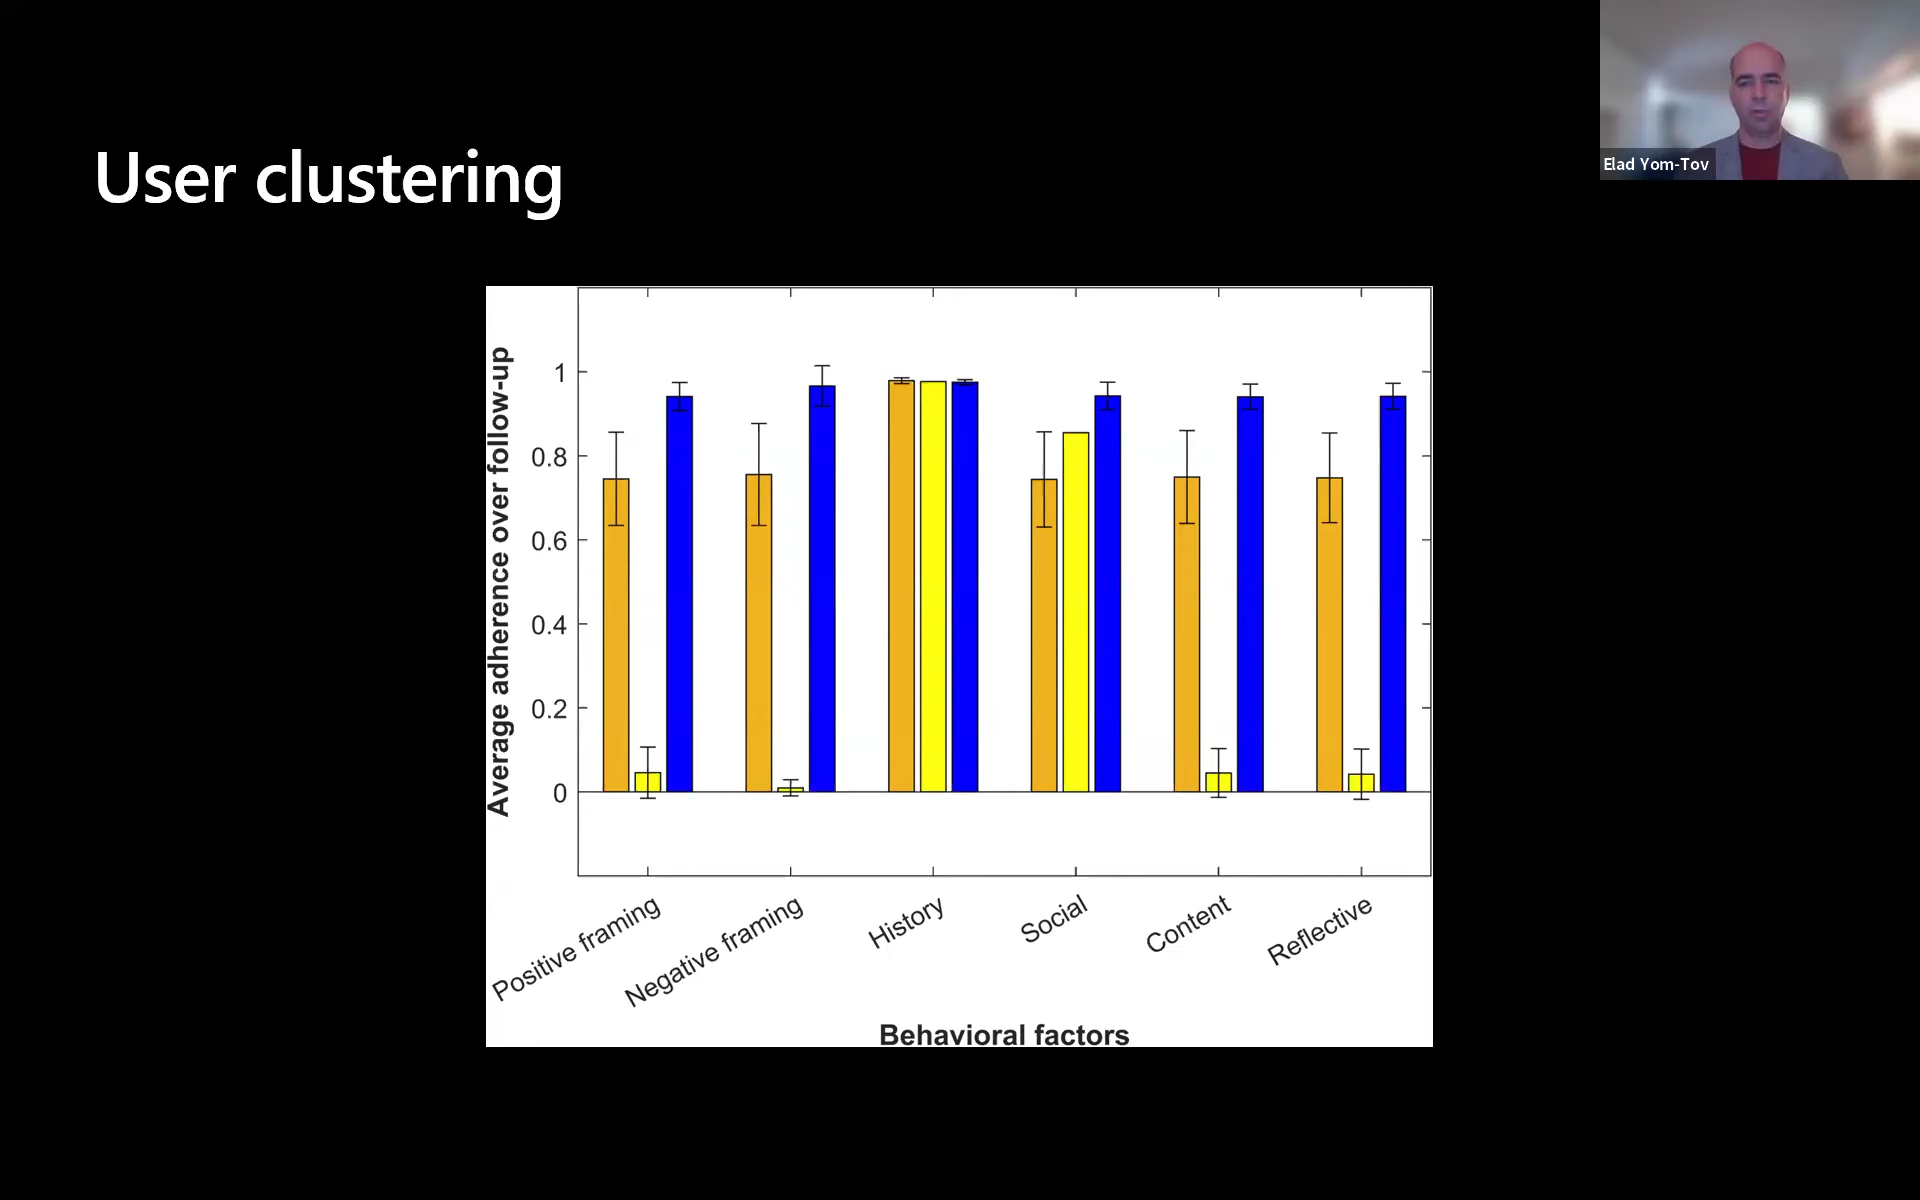 User clustering
Elad Yom-Tov
Average adherence over follow-up
1
0.8
0.6
0.4
0.2
0
Positive framing
Negative framing
History
Social
Content
Reflective
Behavioral factors